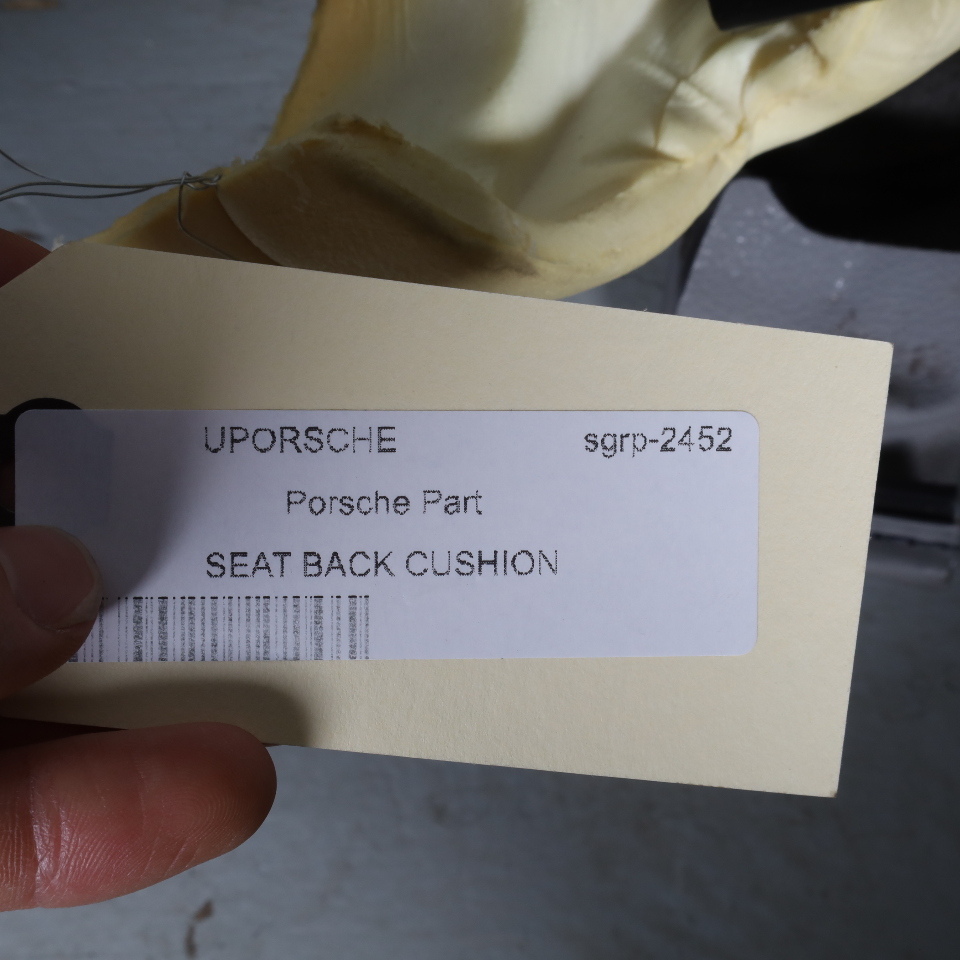 UPORSCHE sgrp-2452
Porsche Part
SEAT BACK CUSHION